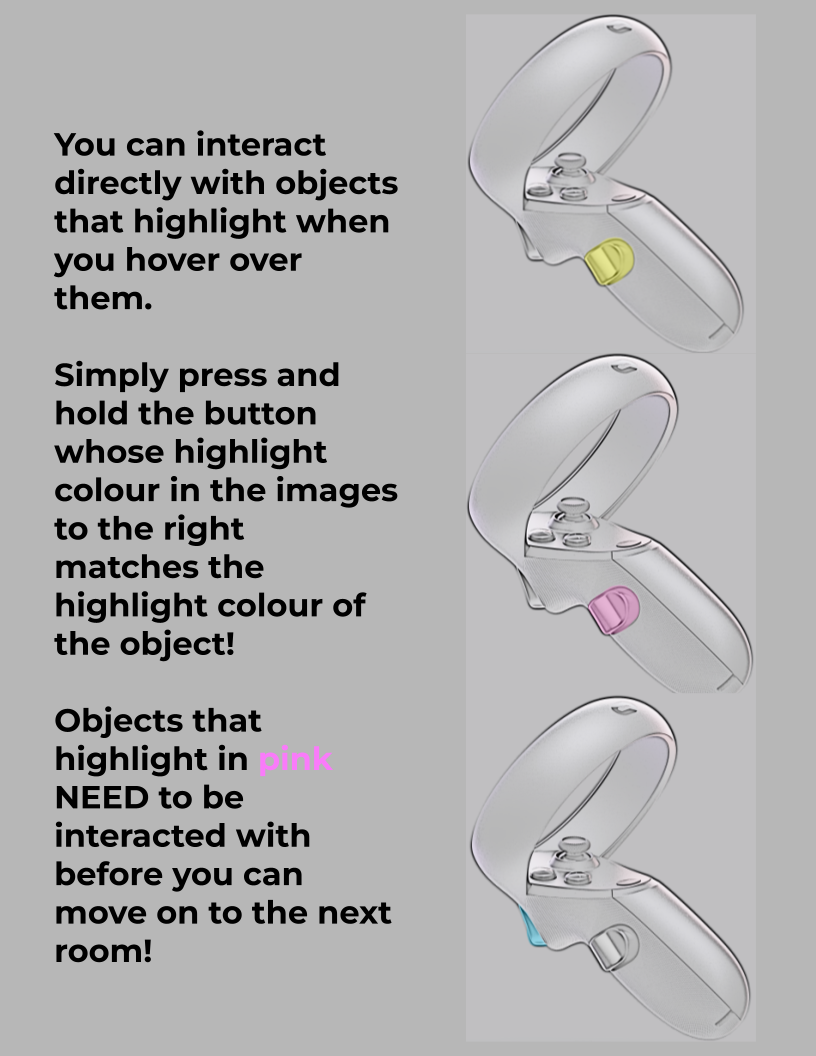 You can interact
directly with objects
that highlight when
you hover over
them.
Simply press and
hold the button
whose highlight
colour in the images
to the right
matches the
highlight colour of
the object!
Objects that
highlight in pink
NEED to be
interacted with
before you can
move on to the next
room!